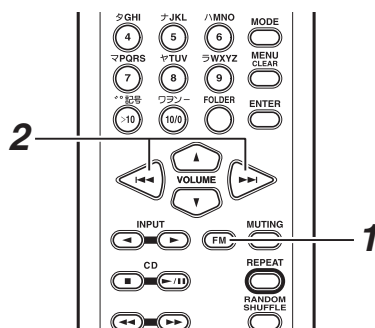 タGHI ナJKL ハMNO MODE
4 5 6
マPQRS ヤTUV ラWXYZ MENU
CLEAR
7 8 9
゛゜記号 ワヲンー FOLDER ENTER
>10 10/0
2
VOLUME
INPUT MUTING
FM 1
CD REPEAT
RANDOM
SHUFFLE